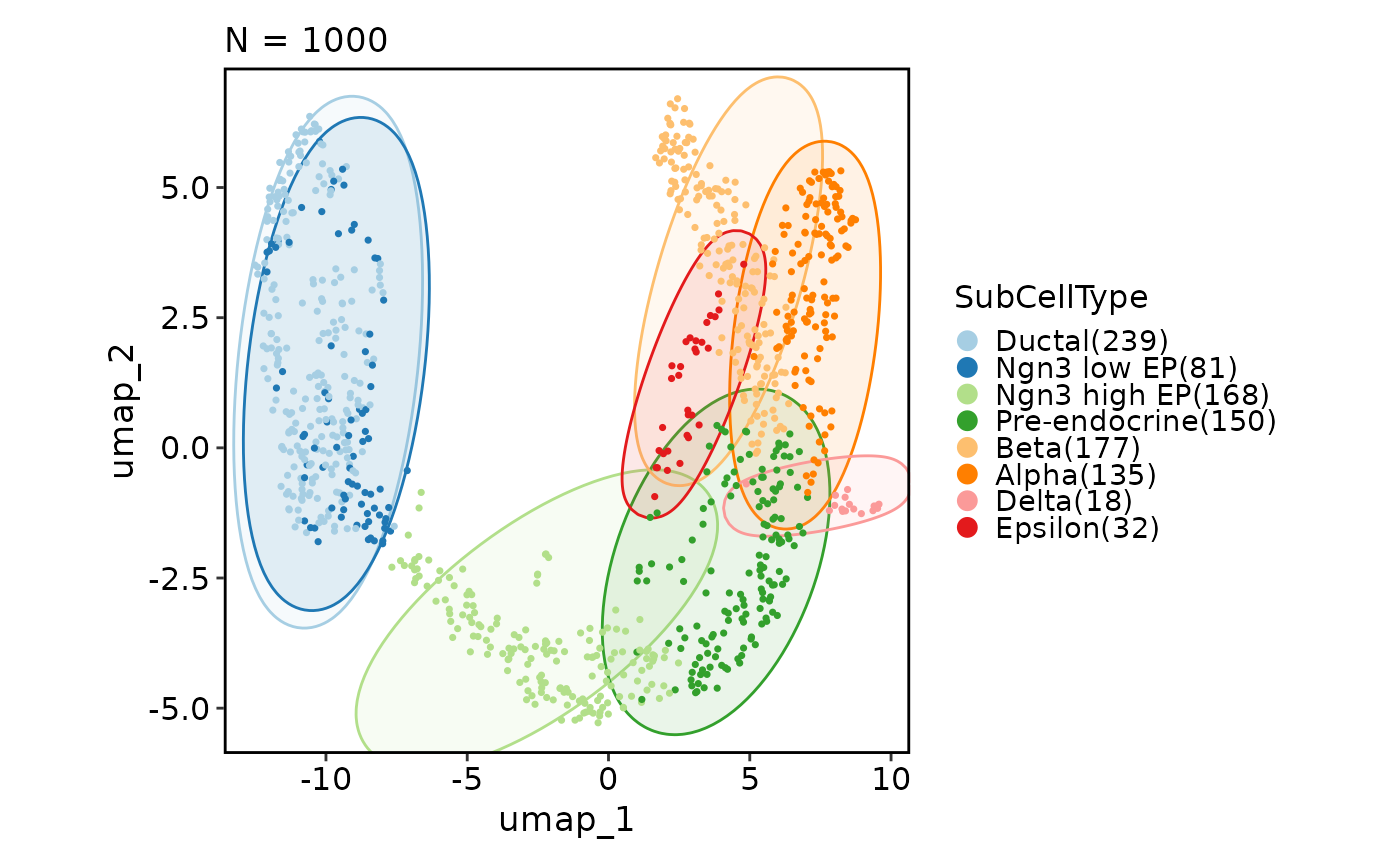 N = 1000
umap_2
5.0
2.5
0.0
-2.5
-5.0
-10
-5
0
5
10
umap_1
SubCellType
Ductal(239)
Ngn3 low EP(81)
Ngn3 high EP(168)
Pre-endocrine(150)
Beta(177)
Alpha(135)
Delta(18)
Epsilon(32)